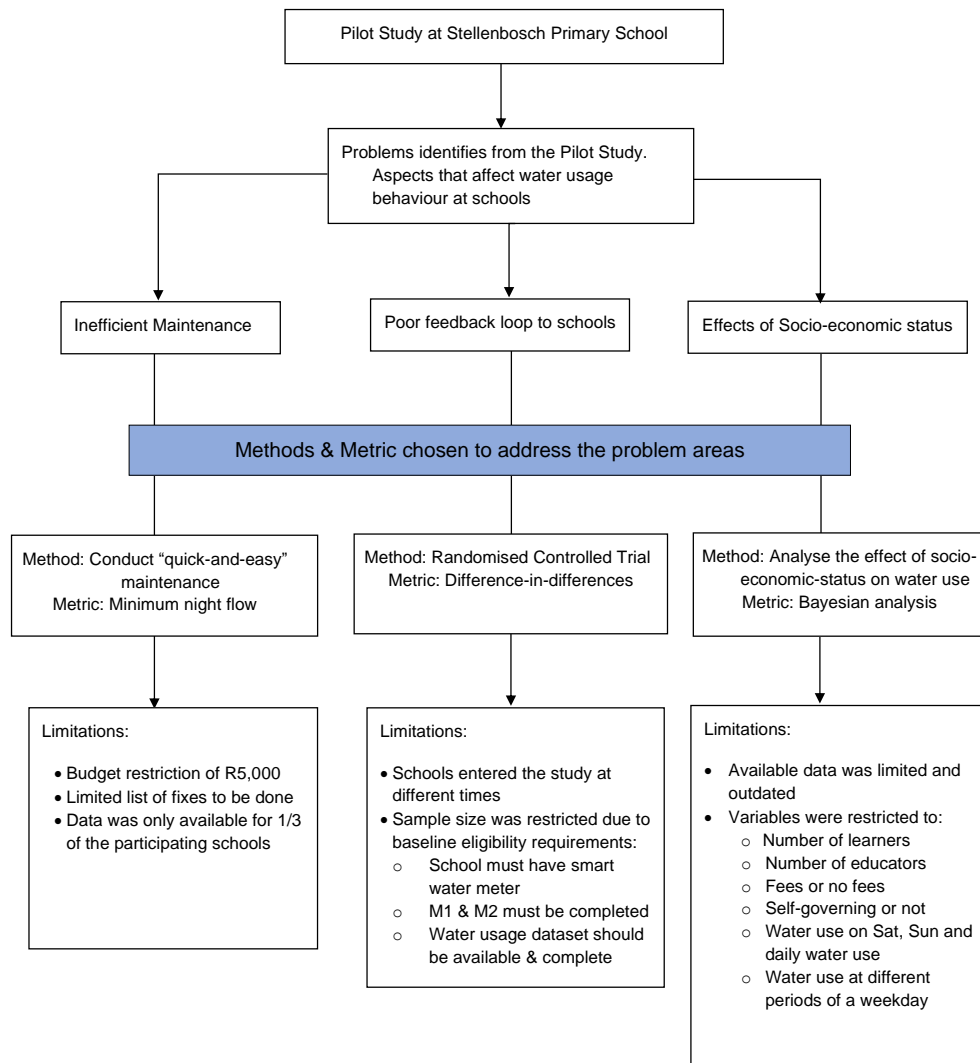 Pilot Study at Stellenbosch Primary School
Problems identifies from the Pilot Study.
Aspects that affect water usage
behaviour at schools
Inefficient Maintenance
Poor feedback loop to schools
Effects of Socio-economic status
Methods & Metric chosen to address the problem areas
Method: Conduct “quick-and-easy”
maintenance
Metric: Minimum night flow
Method: Randomised Controlled Trial
Metric: Difference-in-differences
Method: Analyse the effect of socio-
economic-status on water use
Metric: Bayesian analysis
Limitations:
• Budget restriction of R5,000
• Limited list of fixes to be done
• Data was only available for 1/3
of the participating schools
Limitations:
• Schools entered the study at
different times
• Sample size was restricted due to
baseline eligibility requirements:
o School must have smart
water meter
o M1 & M2 must be completed
o Water usage dataset should
be available & complete
Limitations:
• Available data was limited and
outdated
• Variables were restricted to:
o Number of learners
o Number of educators
o Fees or no fees
o Self-governing or not
o Water use on Sat, Sun and
daily water use
o Water use at different
periods of a weekday